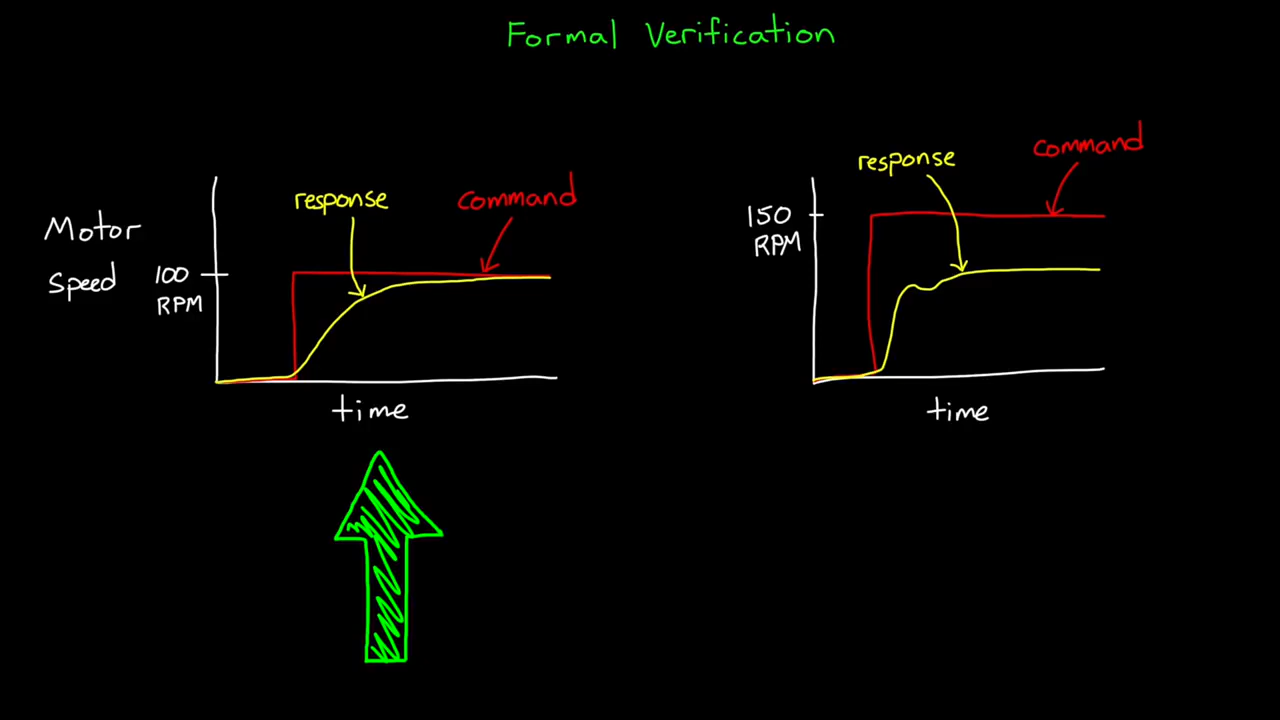 Formal Verification
Motor
Speed
100
RPM
response
command
time
150
RPM
response
command
time